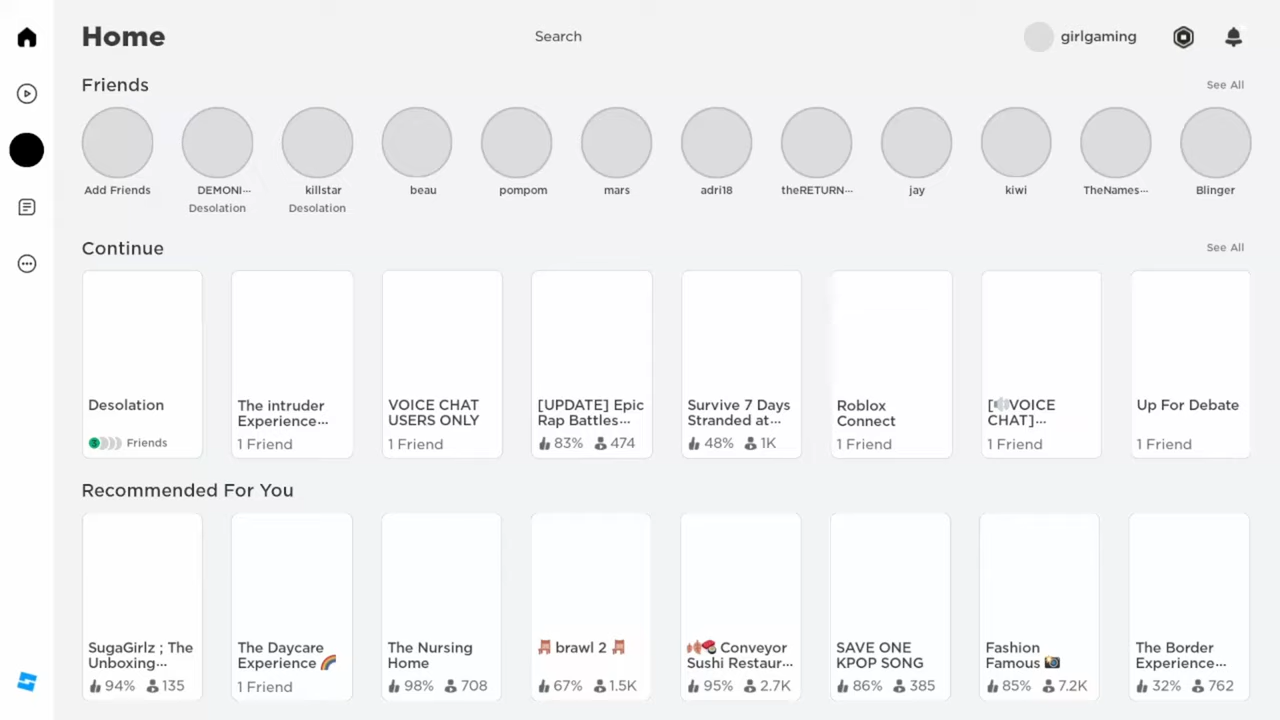 Home
Search
girlgaming
Friends
See All
Add Friends
DEMONI...
killstar
beau
pompom
mars
adri18
theRETURN...
jay
kiwi
TheNames...
Blinger
Desolation
Desolation
Continue
See All
Desolation
Friends
The intruder
Experience...
1 Friend
VOICE CHAT
USERS ONLY
1 Friend
[UPDATE] Epic
Rap Battles...
83% 474
Survive 7 Days
Stranded at...
48% 1K
Roblox
Connect
1 Friend
[🔊VOICE
CHAT]...
1 Friend
Up For Debate
1 Friend
Recommended For You
SugaGirlz ; The
Unboxing...
94% 135
The Daycare
Experience 🌈
1 Friend
The Nursing
Home
98% 708
🪑 brawl 2 🪑
67% 1.5K
🍣 Conveyor
Sushi Restaur...
95% 2.7K
SAVE ONE
KPOP SONG
86% 385
Fashion
Famous 📸
85% 7.2K
The Border
Experience...
32% 762